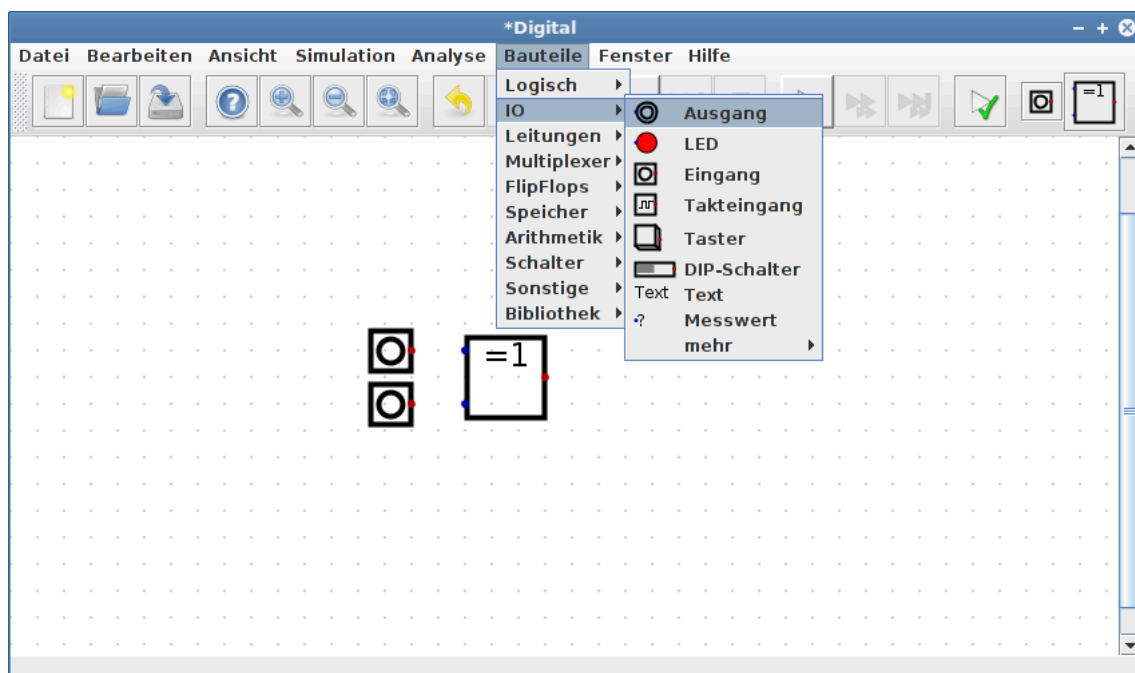 *Digital
Datei Bearbeiten Ansicht Simulation Analyse Bauteile Fenster Hilfe
Logisch
IO
Leitungen
Multiplexer
FlipFlops
Speicher
Arithmetik
Schalter
Sonstige
Bibliothek
Ausgang
LED
Eingang
Takteingang
Taster
DIP-Schalter
Text Text
·? Messwert
mehr
=1
=1